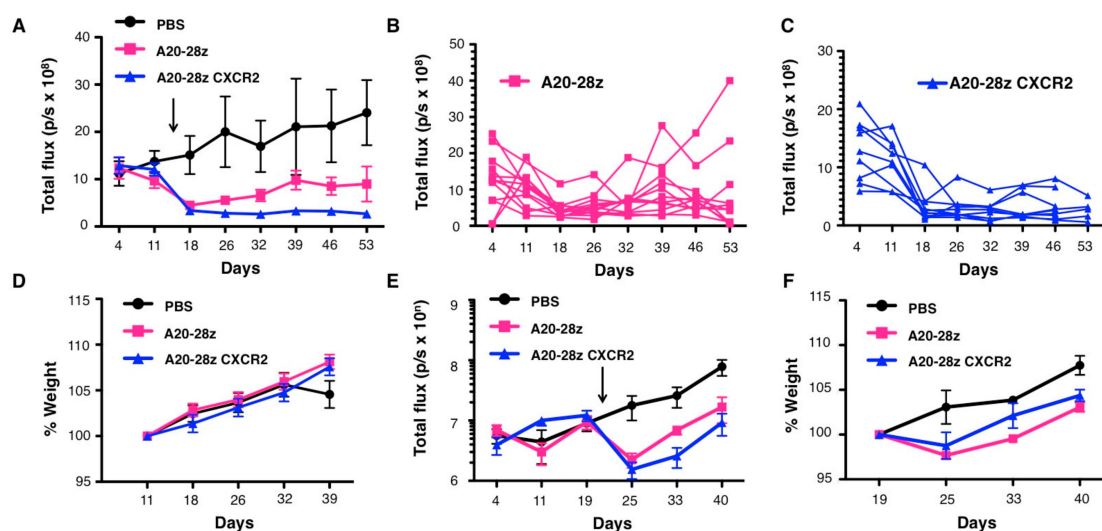 A
PBS
A20-28z
A20-28z CXCR2
Total flux (p/s x 10⁸)
40
30
20
10
0
4 11 18 26 32 39 46 53
Days
B
A20-28z
Total flux (p/s x 10⁸)
50
40
30
20
10
0
4 11 18 26 32 39 46 53
Days
C
A20-28z CXCR2
Total flux (p/s x 10⁸)
30
20
10
0
4 11 18 26 32 39 46 53
Days
D
PBS
A20-28z
A20-28z CXCR2
% Weight
115
110
105
100
95
11 18 26 32 39
Days
E
PBS
A20-28z
A20-28z CXCR2
Total flux (p/s x 10ⁿ)
9
8
7
6
4 11 19 25 33 40
Days
F
PBS
A20-28z
A20-28z CXCR2
% Weight
115
110
105
100
95
19 25 33 40
Days